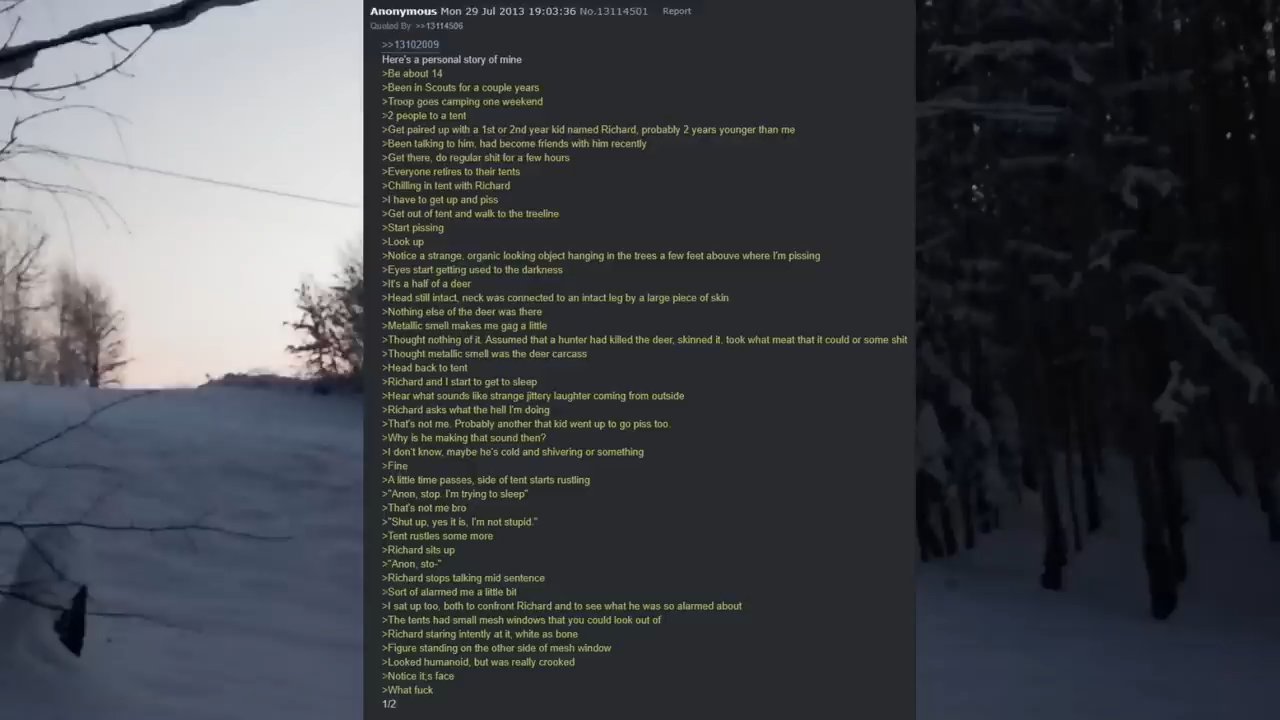 Anonymous Mon 29 Jul 2013 19:03:36 No.13114501 Report
Quoted By >>13114506
>>13102009
Here's a personal story of mine
>Be about 14
>Been in Scouts for a couple years
>Troop goes camping one weekend
>2 people to a tent
>Get paired up with a 1st or 2nd year kid named Richard, probably 2 years younger than me
>Been talking to him, had become friends with him recently
>Get there, do regular shit for a few hours
>Everyone retires to their tents
>Chilling in tent with Richard
>I have to get up and piss
>Get out of tent and walk to the treeline
>Start pissing
>Look up
>Notice a strange, organic looking object hanging in the trees a few feet abouve where I'm pissing
>Eyes start getting used to the darkness
>It's a half of a deer
>Head still intact, neck was connected to an intact leg by a large piece of skin
>Nothing else of the deer was there
>Metallic smell makes me gag a little
>Thought nothing of it. Assumed that a hunter had killed the deer, skinned it, took what meat that it could or some shit
>Thought metallic smell was the deer carcass
>Head back to tent
>Richard and I start to get to sleep
>Hear what sounds like strange jittery laughter coming from outside
>Richard asks what the hell I'm doing
>That's not me. Probably another that kid went up to go piss too.
>Why is he making that sound then?
>I don't know, maybe he's cold and shivering or something
>Fine
>A little time passes, side of tent starts rustling
>"Anon, stop. I'm trying to sleep"
>That's not me bro
>"Shut up, yes it is, I'm not stupid."
>Tent rustles some more
>Richard sits up
>"Anon, sto-"
>Richard stops talking mid sentence
>Sort of alarmed me a little bit
>I sat up too, both to confront Richard and to see what he was so alarmed about
>The tents had small mesh windows that you could look out of
>Richard staring intently at it, white as bone
>Figure standing on the other side of mesh window
>Looked humanoid, but was really crooked
>Notice it;s face
>What fuck
1/2